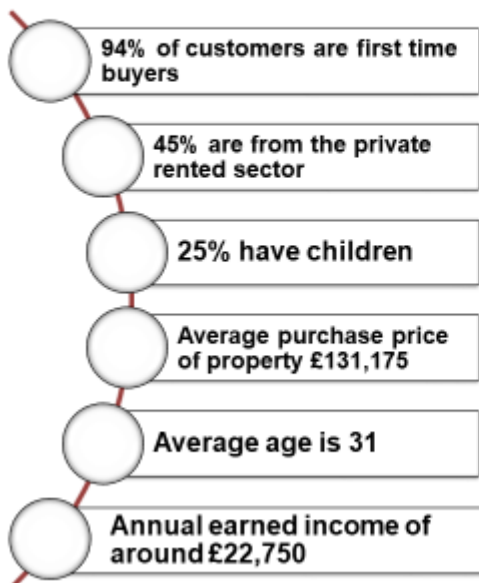 94% of customers are first time
buyers
45% are from the private
rented sector
25% have children
Average purchase price
of property £131,175
Average age is 31
Annual earned income of
around £22,750